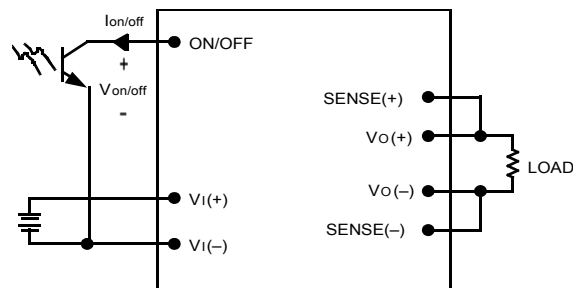 Ion/off
ON/OFF
+
Von/off
-
SENSE(+)
VO(+)
LOAD
VO(–)
SENSE(–)
VI(+)
VI(–)